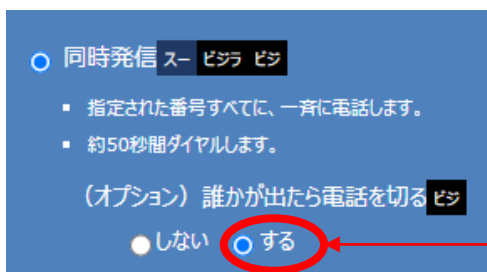 同時発信 スー ビジラ ビジ
▪ 指定された番号すべてに、一斉に電話します。
▪ 約50秒間ダイヤルします。
（オプション）誰かが出たら電話を切る ビジ
しない する